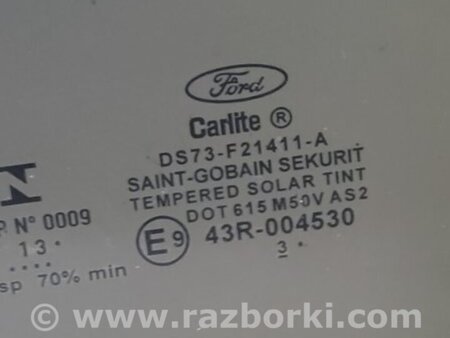 Ford
Carlite ®
DS73-F21411-A
SAINT-GOBAIN SEKURIT
TEMPERED SOLAR TINT
DOT 615 M50V AS2
E9 43R-004530
3 .
N
Nº 0009
13 .
....
70% min
© www.razborki.com